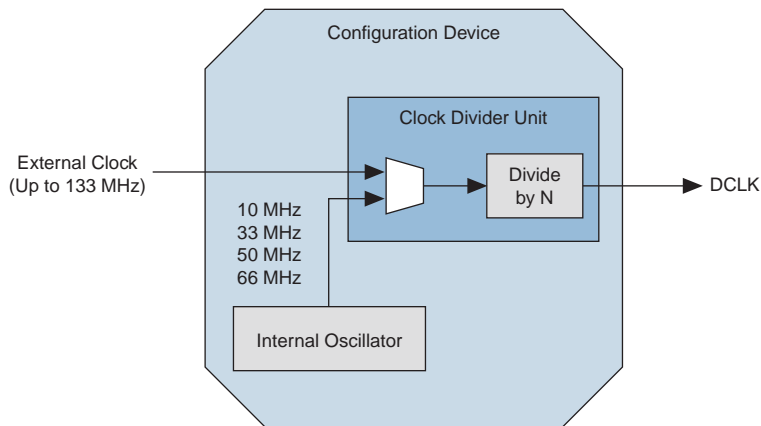 Configuration Device
Clock Divider Unit
External Clock
(Up to 133 MHz)
Divide
by N
DCLK
10 MHz
33 MHz
50 MHz
66 MHz
Internal Oscillator